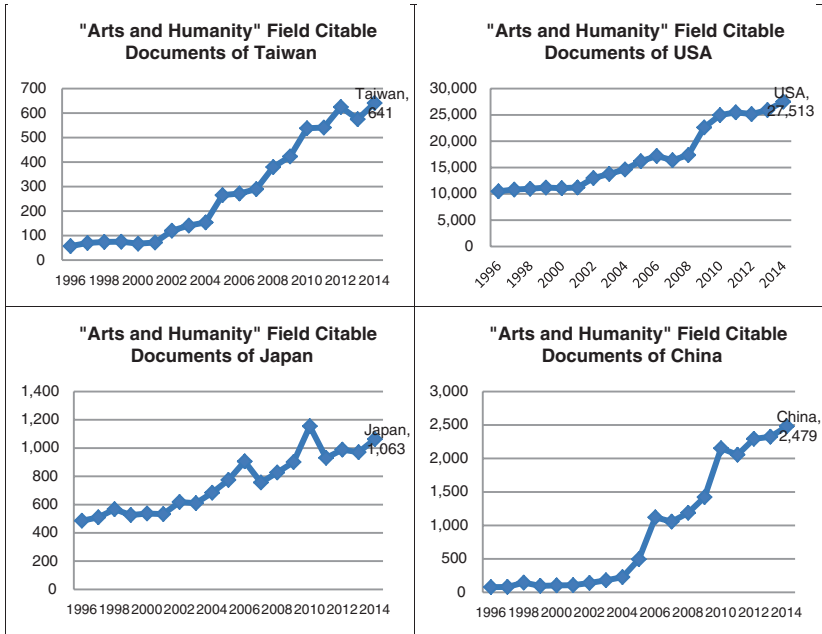 "Arts and Humanity" Field Citable
Documents of Taiwan
700
600
500
400
300
200
100
0
Taiwan,
641
1996 1998 2000 2002 2004 2006 2008 2010 2012 2014
"Arts and Humanity" Field Citable
Documents of USA
30,000
25,000
20,000
15,000
10,000
5,000
0
USA,
27,513
1996 1998 2000 2002 2004 2006 2008 2010 2012 2014
"Arts and Humanity" Field Citable
Documents of Japan
1,400
1,200
1,000
800
600
400
200
0
Japan,
1,063
1996 1998 2000 2002 2004 2006 2008 2010 2012 2014
"Arts and Humanity" Field Citable
Documents of China
3,000
2,500
2,000
1,500
1,000
500
0
China,
2,479
1996 1998 2000 2002 2004 2006 2008 2010 2012 2014